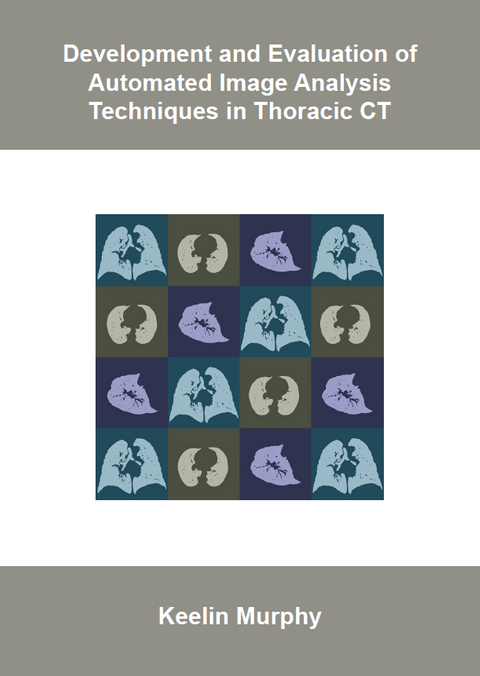 Development and Evaluation of
Automated Image Analysis
Techniques in Thoracic CT
Keelin Murphy